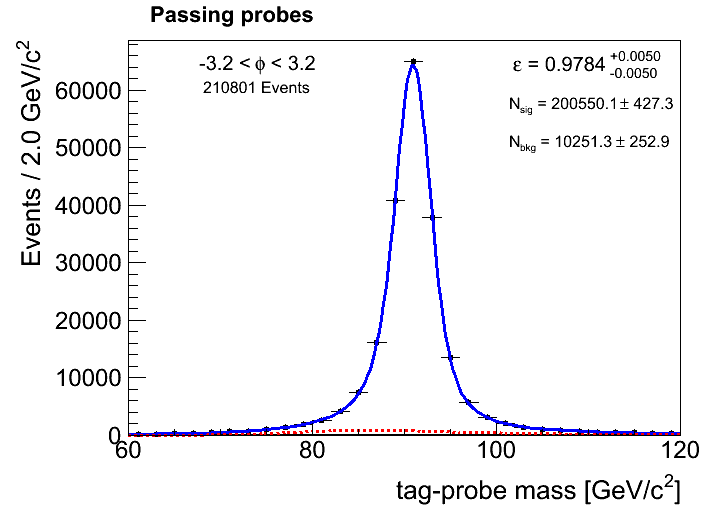 Passing probes
-3.2 < ϕ < 3.2
210801 Events
ε = 0.9784 +0.0050 -0.0050
Nsig = 200550.1 ± 427.3
Nbkg = 10251.3 ± 252.9
Events / 2.0 GeV/c²
60000
50000
40000
30000
20000
10000
0
60 80 100 120
tag-probe mass [GeV/c²]